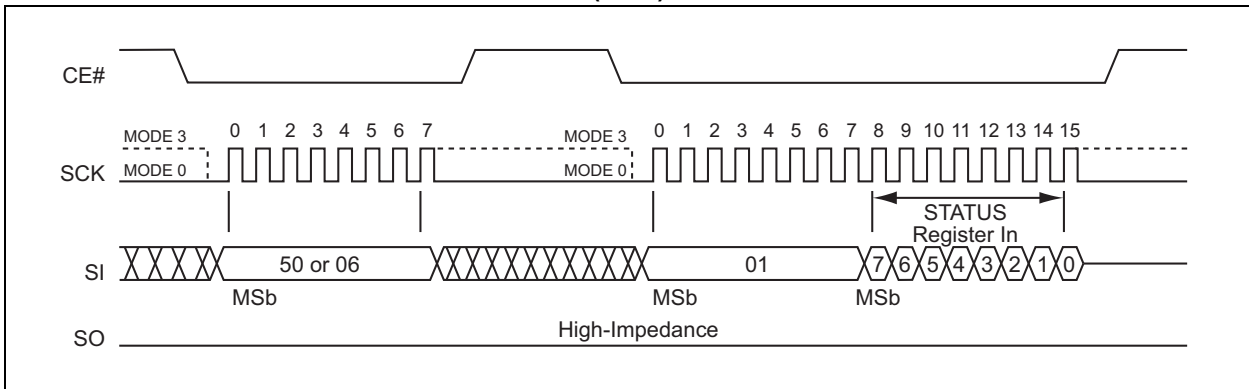 CE#
MODE 3 0 1 2 3 4 5 6 7 MODE 3 0 1 2 3 4 5 6 7 8 9 10 11 12 13 14 15
SCK MODE 0 MODE 0
STATUS
Register In
SI 50 or 06 01 7 6 5 4 3 2 1 0
MSb MSb MSb
High-Impedance
SO